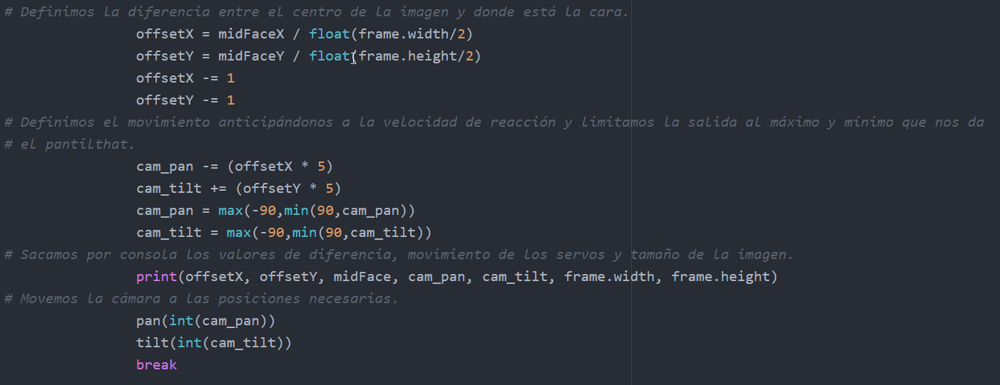 # Definimos la diferencia entre el centro de la imagen y donde está la cara.
offsetX = midFaceX / float(frame.width/2)
offsetY = midFaceY / float(frame.height/2)
offsetX -= 1
offsetY -= 1
# Definimos el movimiento anticipándonos a la velocidad de reacción y limitamos la salida al máximo y mínimo que nos da
# el pantilthat.
cam_pan -= (offsetX * 5)
cam_tilt += (offsetY * 5)
cam_pan = max(-90,min(90,cam_pan))
cam_tilt = max(-90,min(90,cam_tilt))
# Sacamos por consola los valores de diferencia, movimiento de los servos y tamaño de la imagen.
print(offsetX, offsetY, midFace, cam_pan, cam_tilt, frame.width, frame.height)
# Movemos la cámara a las posiciones necesarias.
pan(int(cam_pan))
tilt(int(cam_tilt))
break